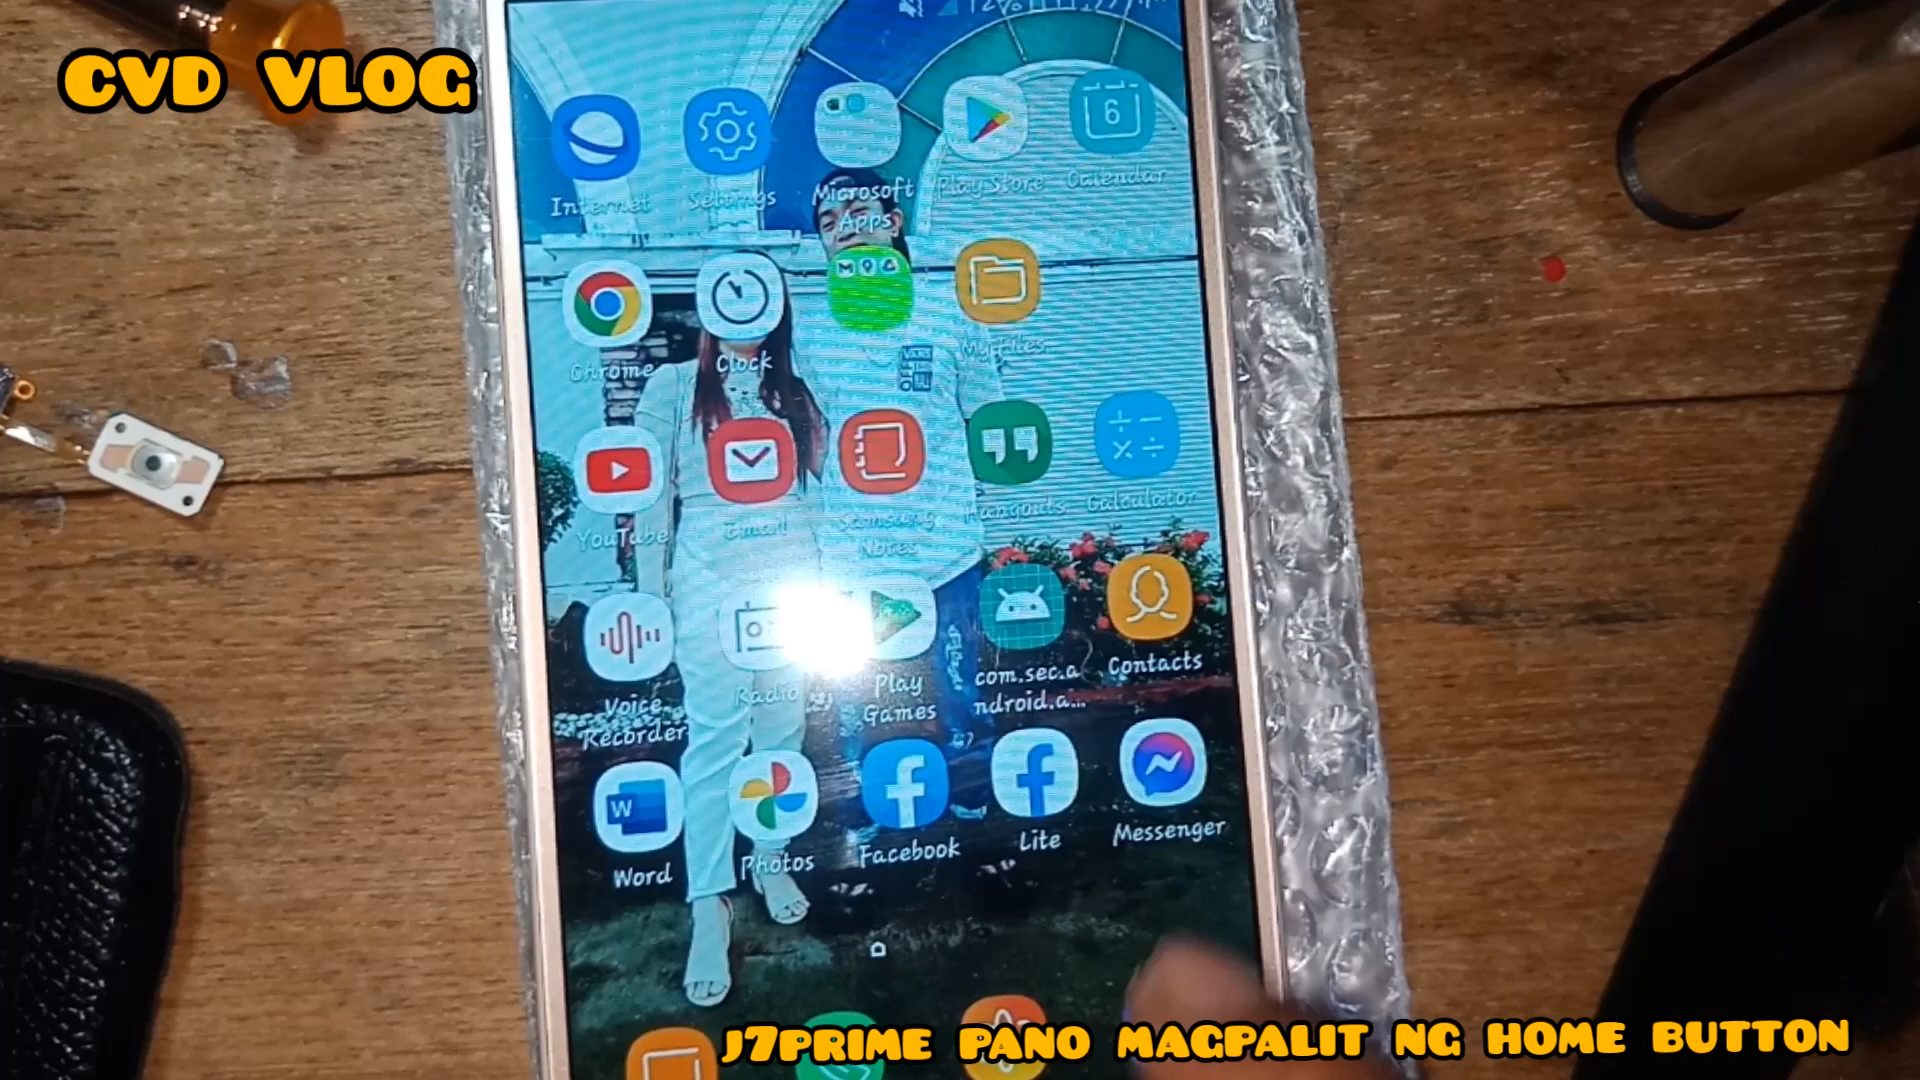 CVD VLOG
12%
Internet
Settings
Microsoft Apps
Play Store
Calendar
6
Chrome
Clock
My Files
YouTube
Email
Samsung Notes
Hangouts
Calculator
Voice Recorder
Radio
Play Games
com.sec.a
ndroid.a...
Contacts
W
Word
Photos
Facebook
Lite
Messenger
J7PRIME PANO MAGPALIT NG HOME BUTTON